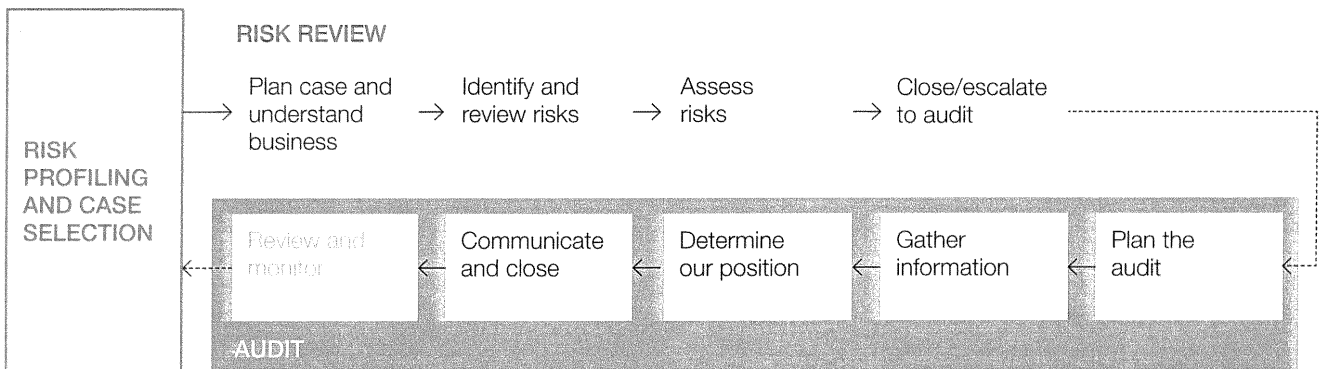 RISK
PROFILING
AND CASE
SELECTION
RISK REVIEW
Plan case and
understand
business
Identify and
review risks
Assess
risks
Close/escalate
to audit
Plan the
audit
Gather
information
Determine
our position
Communicate
and close
Review and
monitor
AUDIT